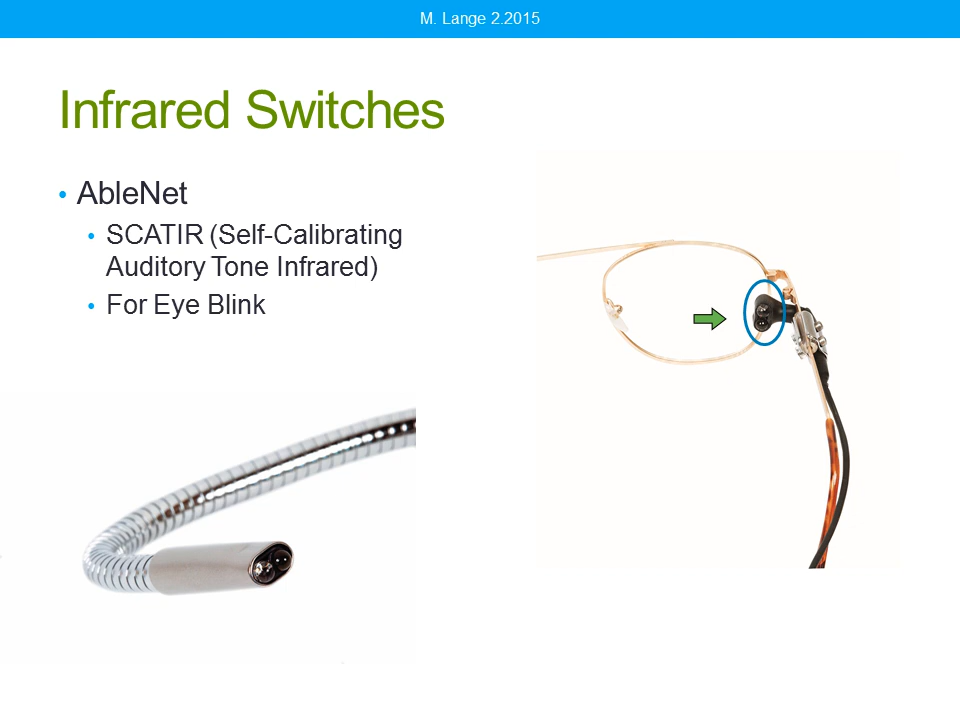 M. Lange 2.2015
Infrared Switches
• AbleNet
• SCATIR (Self-Calibrating
Auditory Tone Infrared)
• For Eye Blink